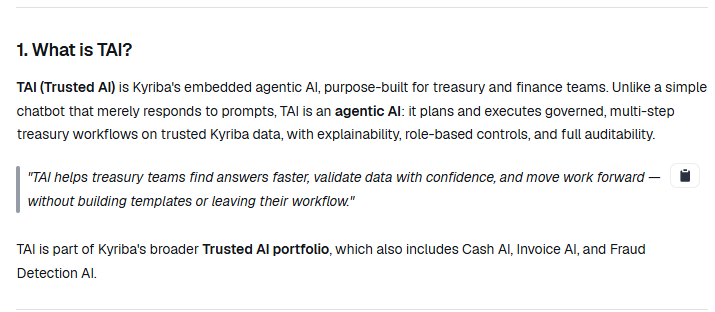 1. What is TAI?
TAI (Trusted AI) is Kyriba's embedded agentic AI, purpose-built for treasury and finance teams. Unlike a simple
chatbot that merely responds to prompts, TAI is an agentic AI: it plans and executes governed, multi-step
treasury workflows on trusted Kyriba data, with explainability, role-based controls, and full auditability.
"TAI helps treasury teams find answers faster, validate data with confidence, and move work forward —
without building templates or leaving their workflow."
TAI is part of Kyriba's broader Trusted AI portfolio, which also includes Cash AI, Invoice AI, and Fraud
Detection AI.